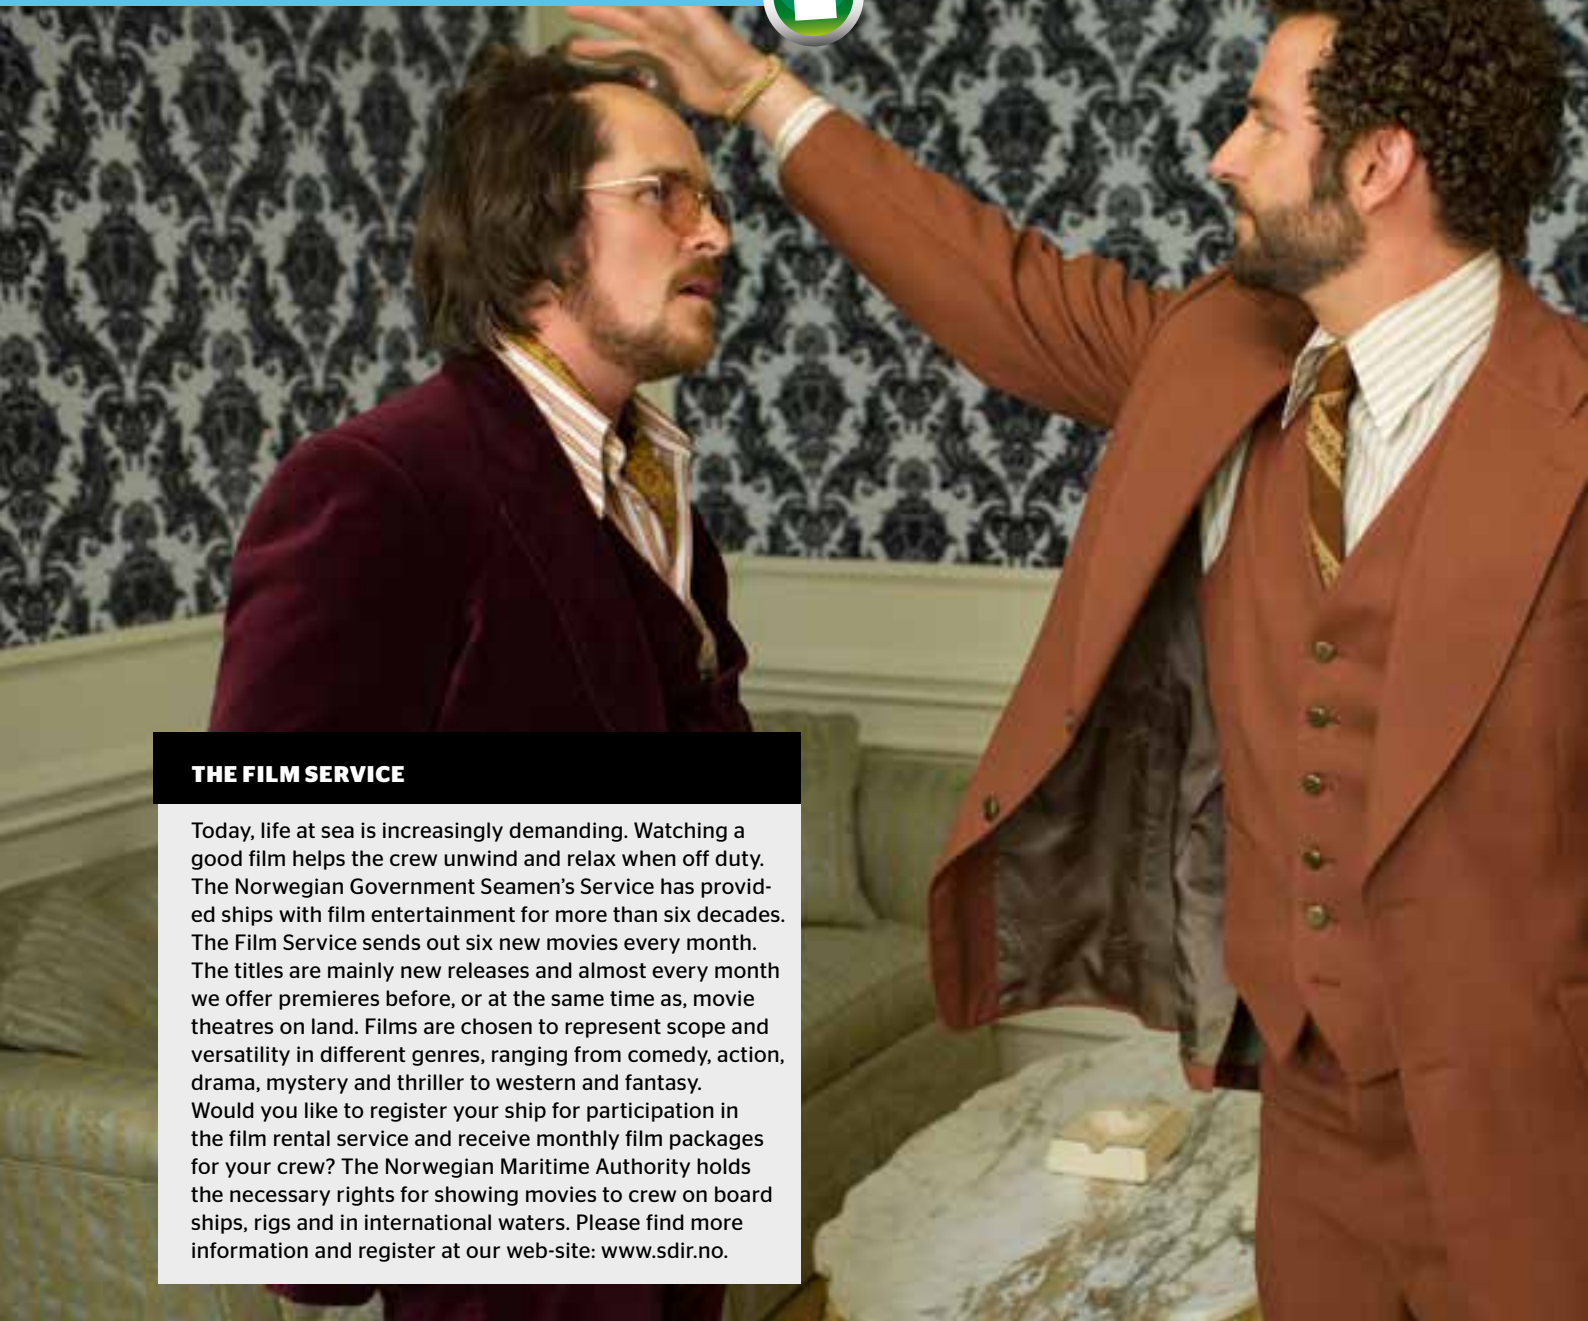 THE FILM SERVICE
Today, life at sea is increasingly demanding. Watching a
good film helps the crew unwind and relax when off duty.
The Norwegian Government Seamen’s Service has provid-
ed ships with film entertainment for more than six decades.
The Film Service sends out six new movies every month.
The titles are mainly new releases and almost every month
we offer premieres before, or at the same time as, movie
theatres on land. Films are chosen to represent scope and
versatility in different genres, ranging from comedy, action,
drama, mystery and thriller to western and fantasy.
Would you like to register your ship for participation in
the film rental service and receive monthly film packages
for your crew? The Norwegian Maritime Authority holds
the necessary rights for showing movies to crew on board
ships, rigs and in international waters. Please find more
information and register at our web-site: www.sdir.no.